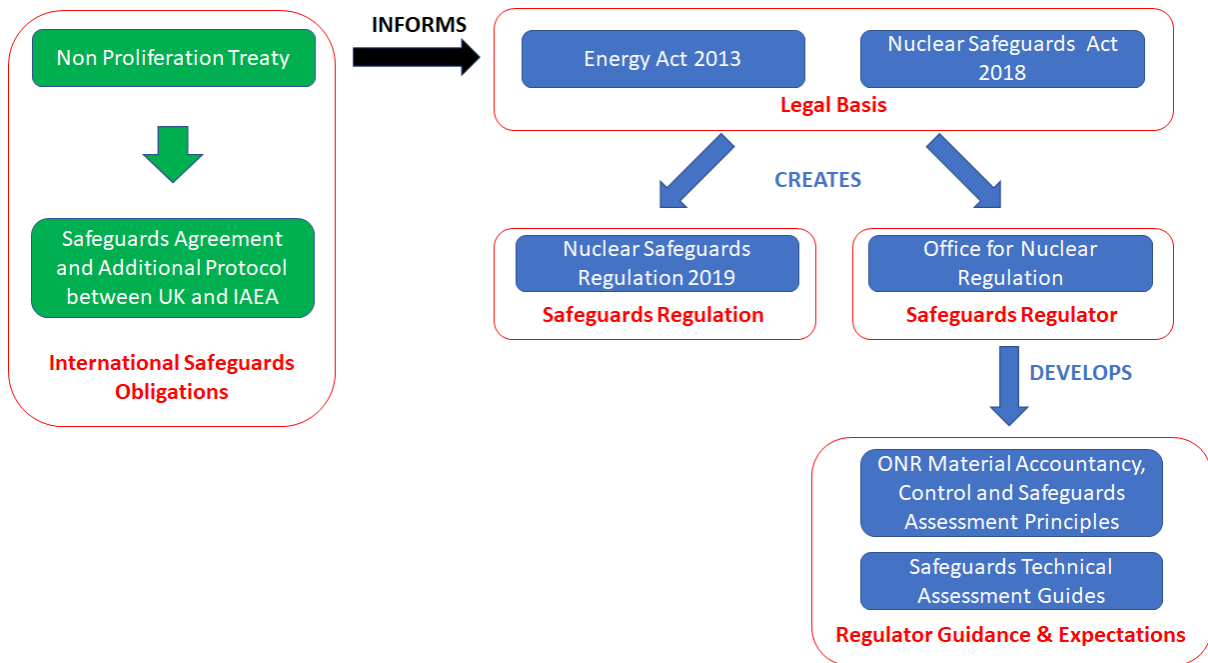 INFORMS
Non Proliferation Treaty
Safeguards Agreement
and Additional Protocol
between UK and IAEA
International Safeguards
Obligations
Energy Act 2013
Nuclear Safeguards Act
2018
Legal Basis
CREATES
Nuclear Safeguards
Regulation 2019
Safeguards Regulation
Office for Nuclear
Regulation
Safeguards Regulator
DEVELOPS
ONR Material Accountancy,
Control and Safeguards
Assessment Principles
Safeguards Technical
Assessment Guides
Regulator Guidance & Expectations